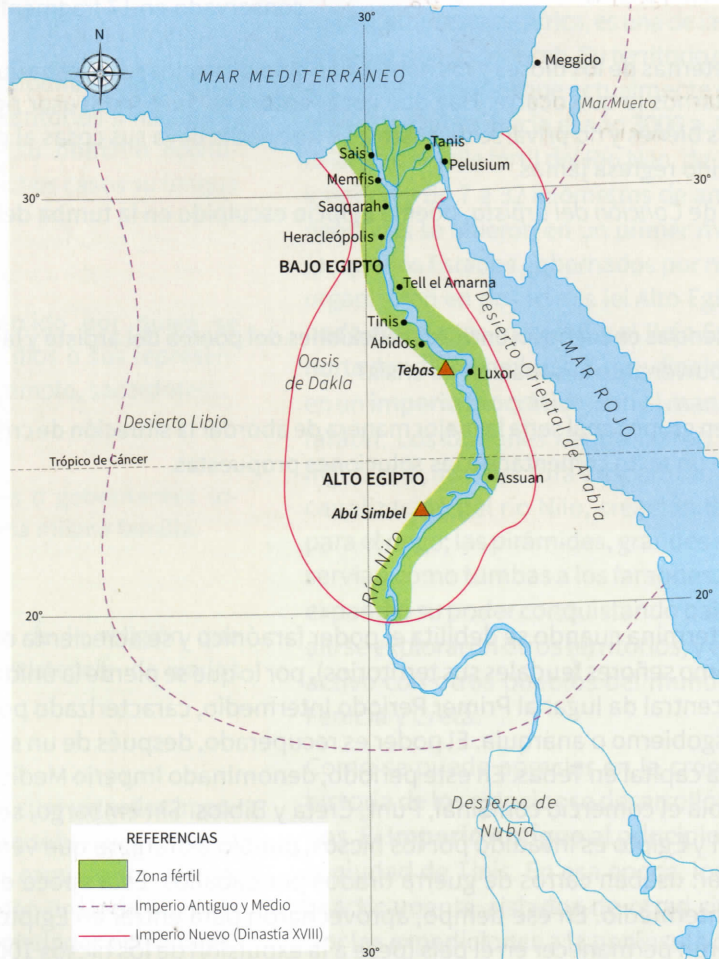 30°
N
MAR MEDITERRÁNEO
Meggido
Mar Muerto
Sais
Tanis
Pelusium
Memfis
30°
30°
Saqqarah
Heracleópolis
BAJO EGIPTO
Tell el Amarna
Tinis
Abidos
Tebas
Luxor
Oasis
de Dakla
Desierto Libio
Desierto Oriental de Arabia
MAR ROJO
Trópico de Cáncer
ALTO EGIPTO
Assuan
Abú Simbel
RÍO NILO
20°
20°
Desierto de
Nubia
REFERENCIAS
Zona fértil
Imperio Antiguo y Medio
Imperio Nuevo (Dinastía XVIII)
30°